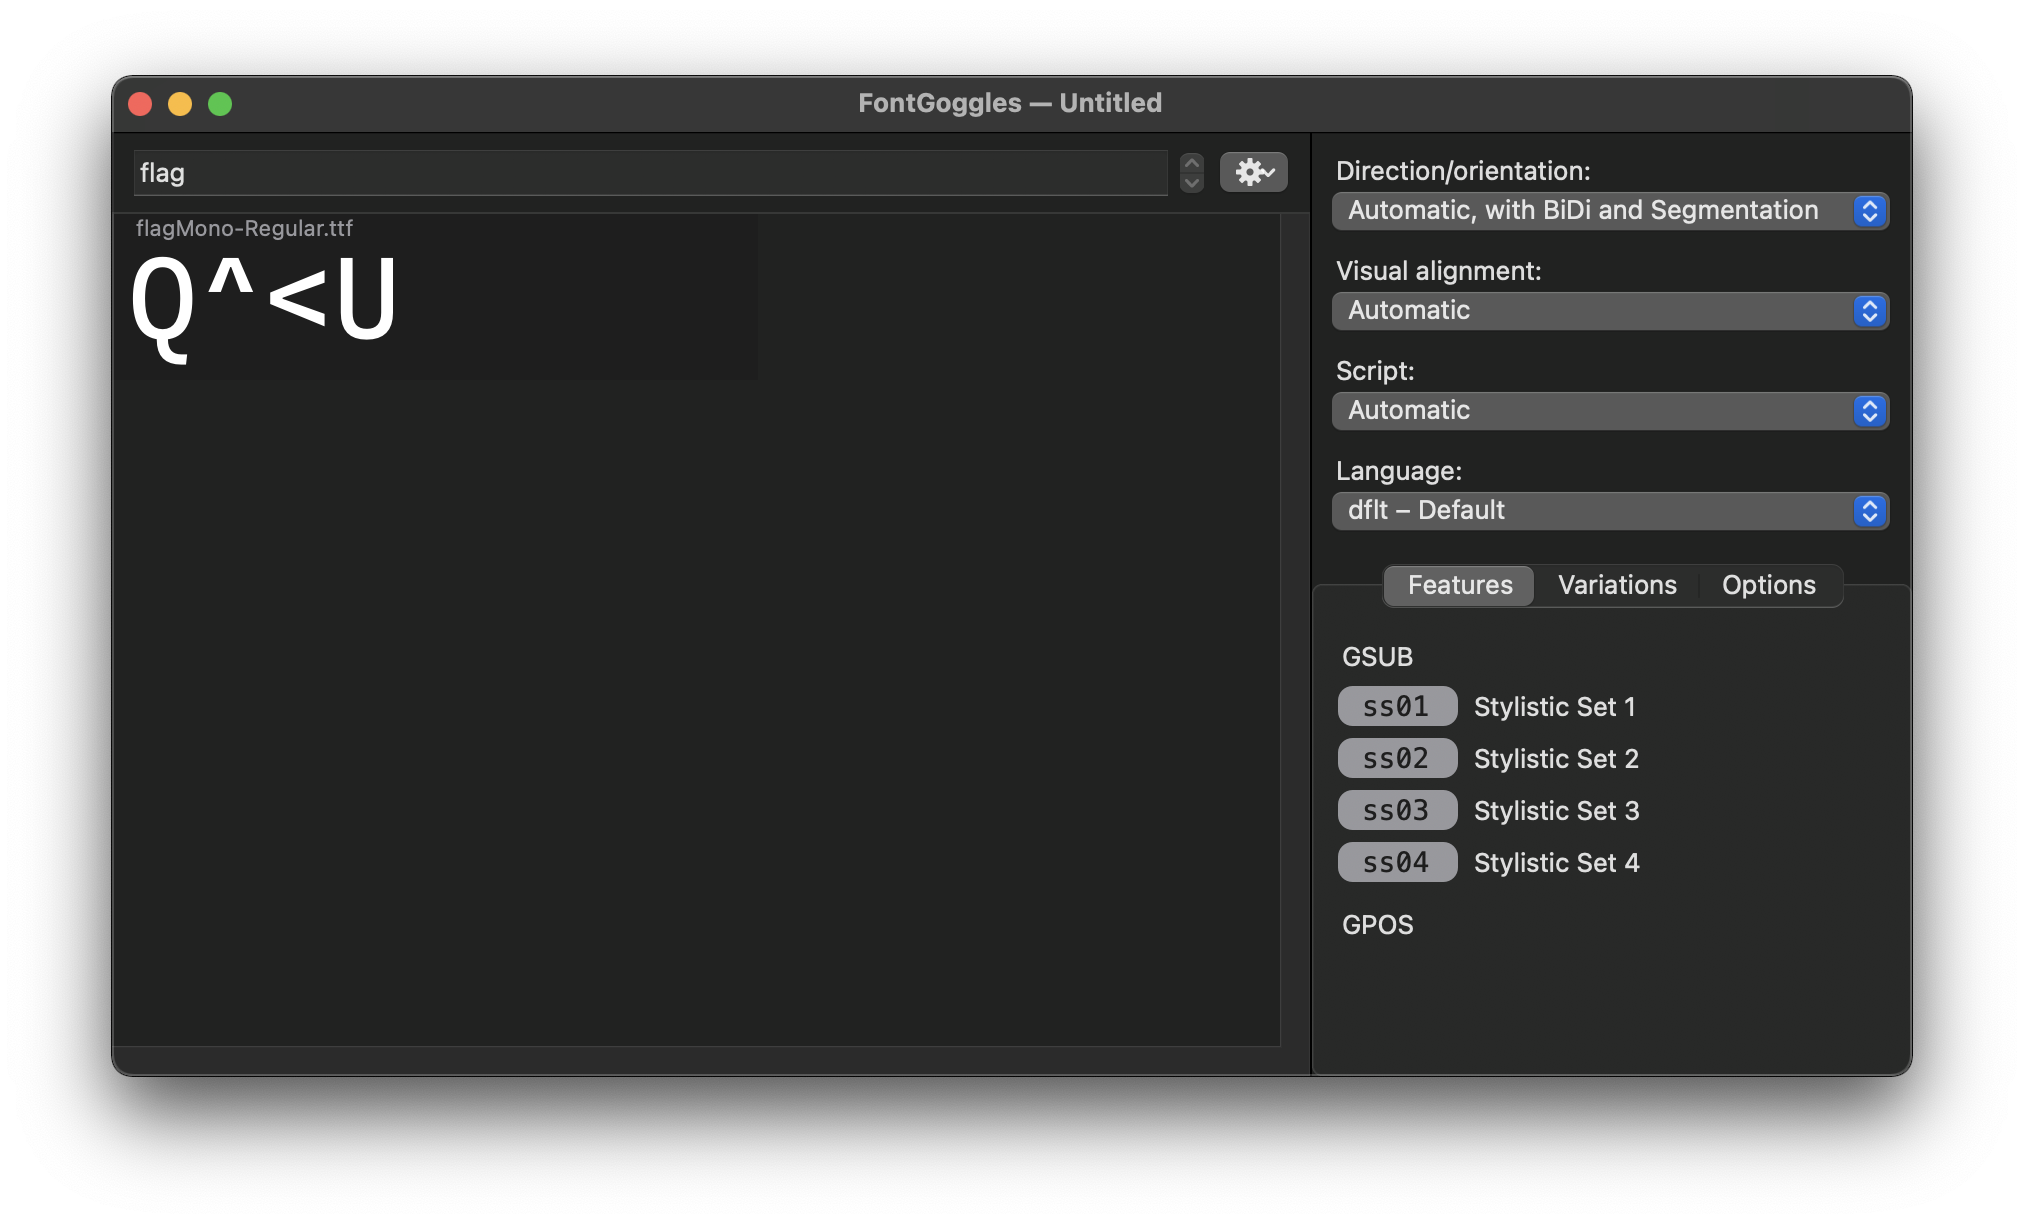 FontGoggles — Untitled
flag
flagMono-Regular.ttf
Q^<U
Direction/orientation:
Automatic, with BiDi and Segmentation
Visual alignment:
Automatic
Script:
Automatic
Language:
dflt – Default
Features Variations Options
GSUB
ss01 Stylistic Set 1
ss02 Stylistic Set 2
ss03 Stylistic Set 3
ss04 Stylistic Set 4
GPOS